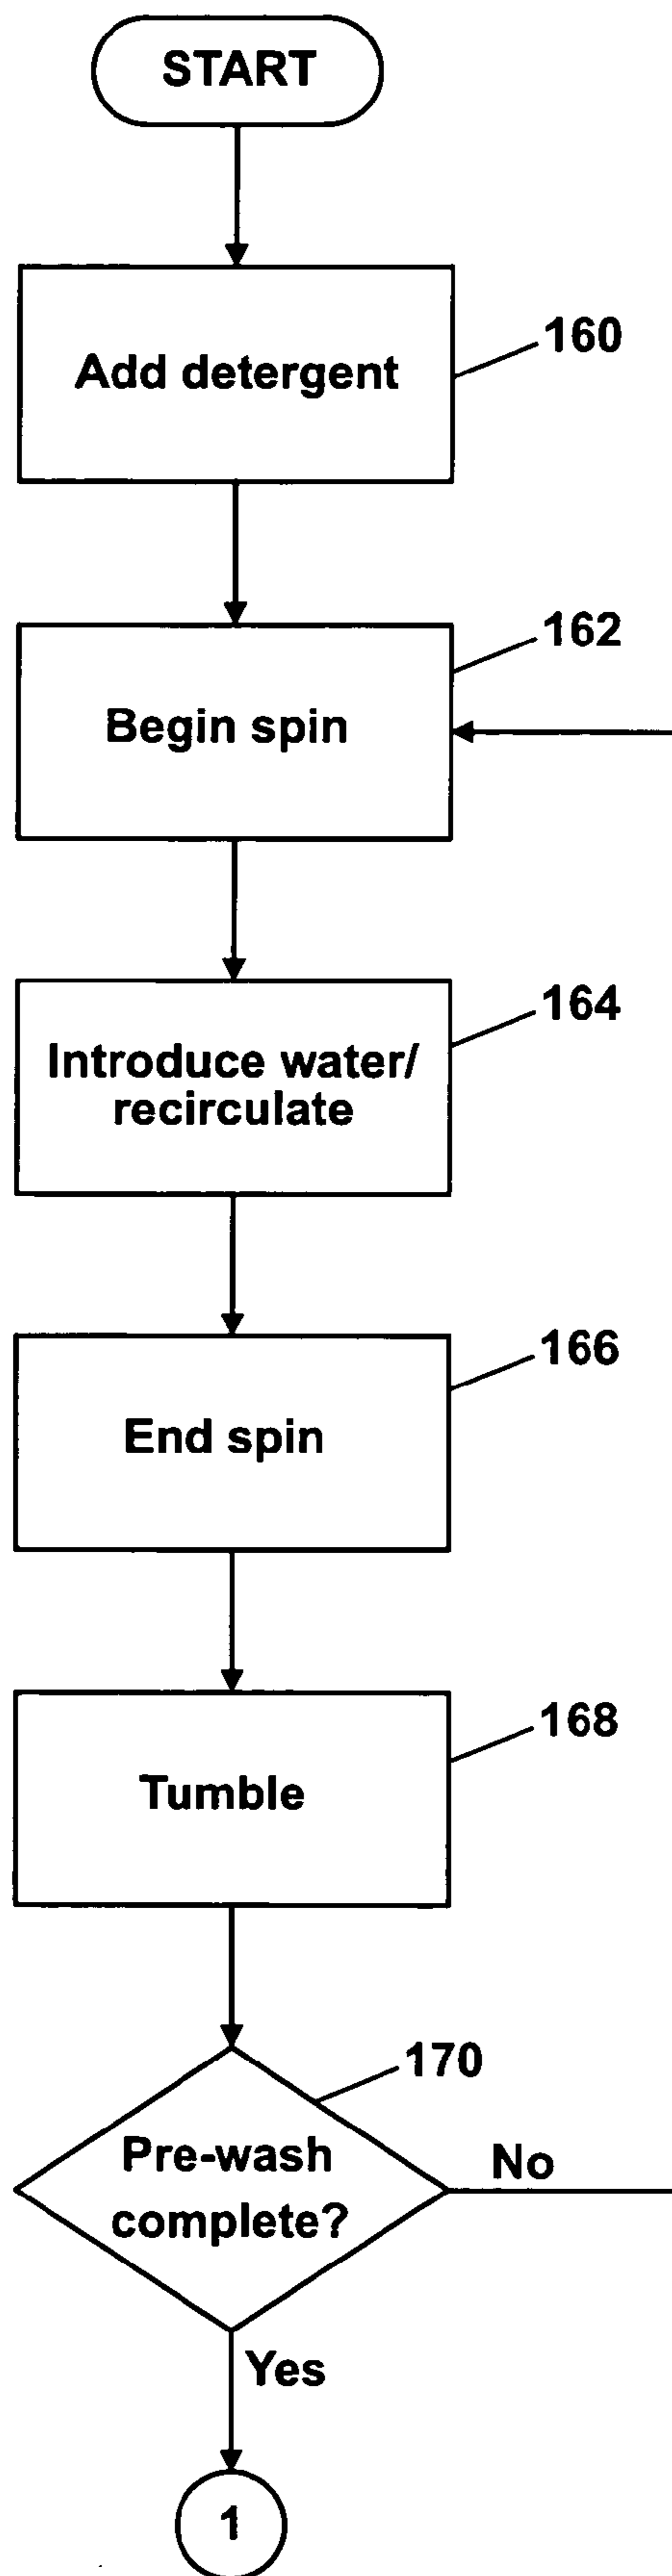 START
Add detergent
160
Begin spin
162
Introduce water/
recirculate
164
End spin
166
Tumble
168
Pre-wash
complete?
170
No
Yes
1